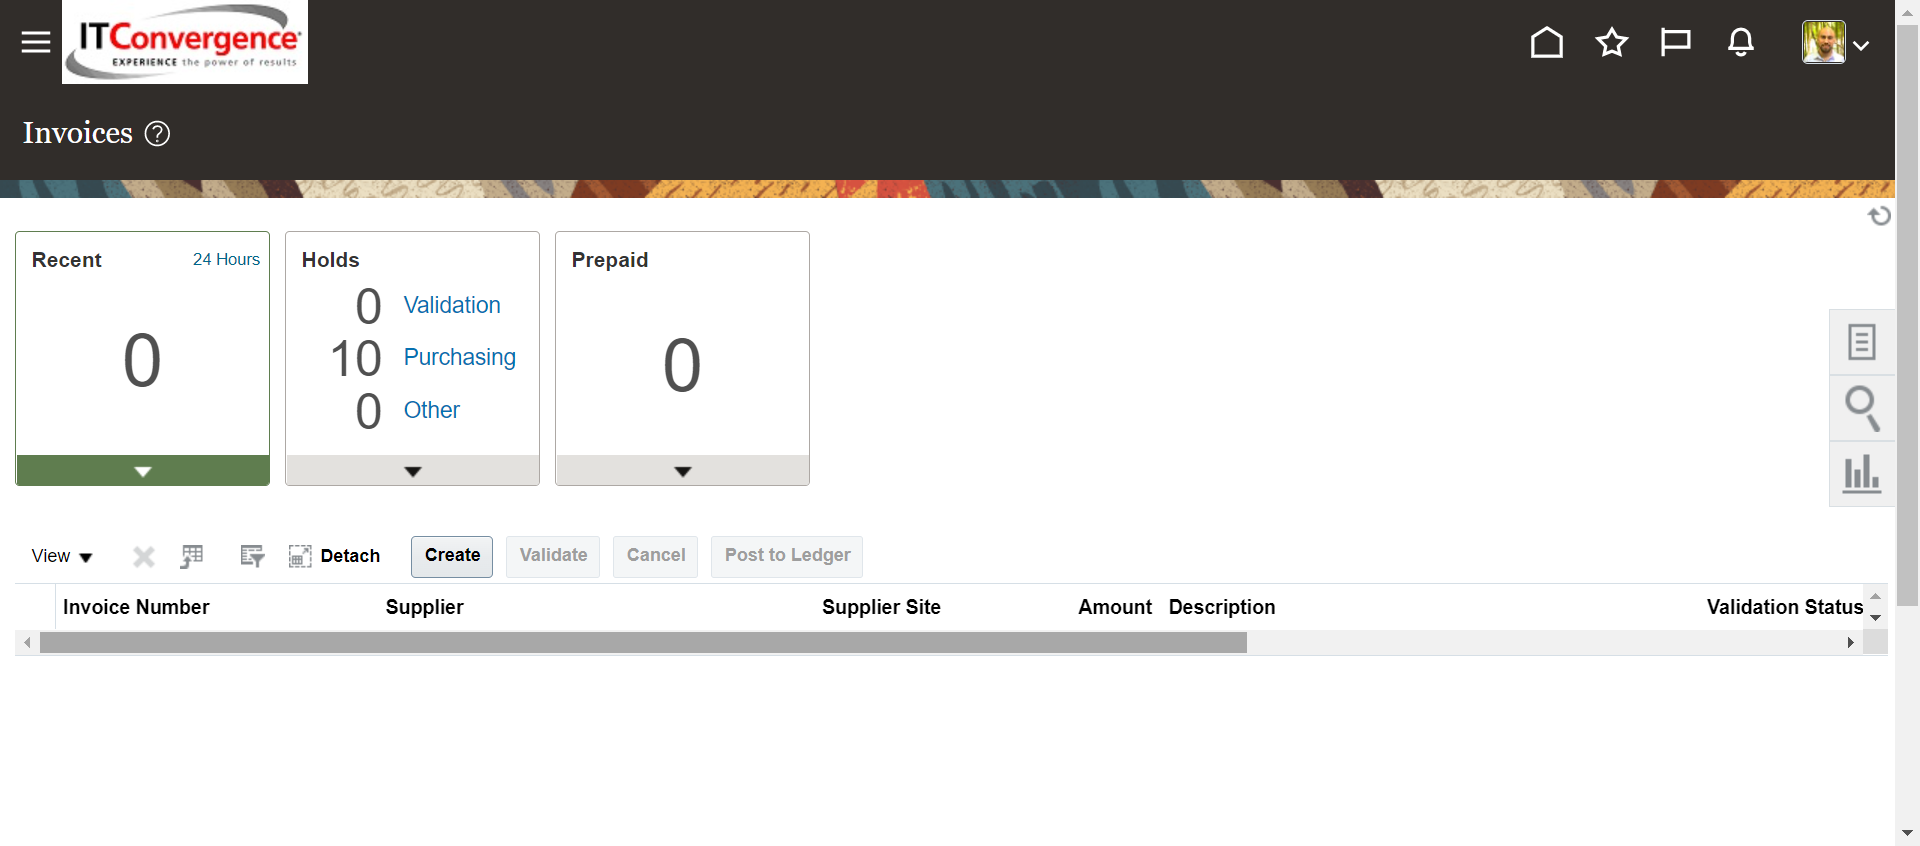 ITConvergence
EXPERIENCE the power of results
Invoices
Recent
24 Hours
0
Holds
0 Validation
10 Purchasing
0 Other
Prepaid
0
View
Detach
Create
Validate
Cancel
Post to Ledger
Invoice Number
Supplier
Supplier Site
Amount
Description
Validation Status